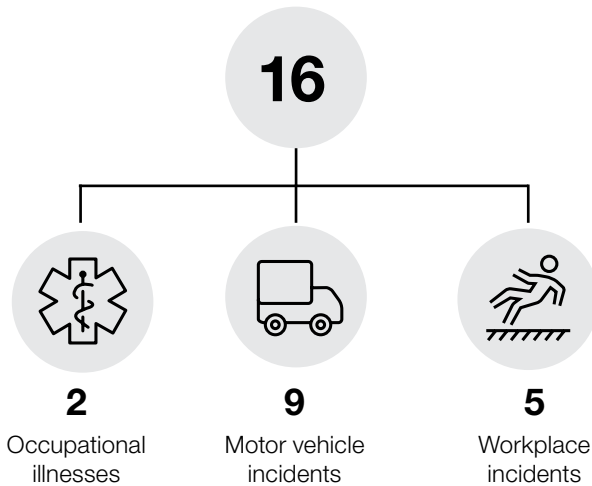 16
2
Occupational
illnesses
9
Motor vehicle
incidents
5
Workplace
incidents